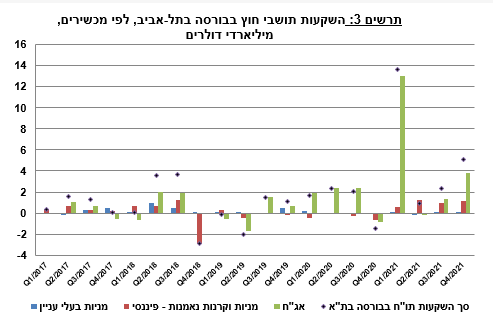 תרשים 3: השקעות תושבי חוץ בבורסה בתל-אביב, לפי מכשירים,
מיליארדי דולרים
16
14
12
10
8
6
4
2
0
-2
-4
Q1/2017
Q2/2017
Q3/2017
Q4/2017
Q1/2018
Q2/2018
Q3/2018
Q4/2018
Q1/2019
Q2/2019
Q3/2019
Q4/2019
Q1/2020
Q2/2020
Q3/2020
Q4/2020
Q1/2021
Q2/2021
Q3/2021
Q4/2021
מניות בעלי עניין
מניות וקרנות נאמנות - פיננסי
אג"ח
סך השקעות תו"ח בבורסה בת"א